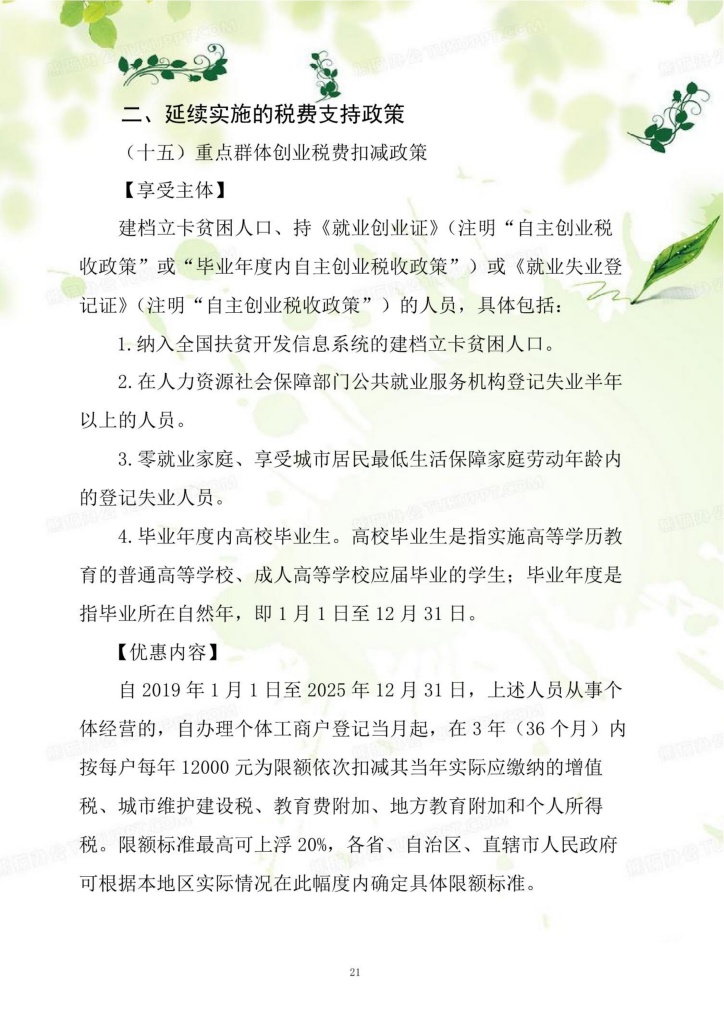 二、延续实施的税费支持政策
（十五）重点群体创业税费扣减政策
【享受主体】
建档立卡贫困人口、持《就业创业证》（注明“自主创业税
收政策”或“毕业年度内自主创业税收政策”）或《就业失业登
记证》（注明“自主创业税收政策”）的人员，具体包括：
1.纳入全国扶贫开发信息系统的建档立卡贫困人口。
2.在人力资源社会保障部门公共就业服务机构登记失业半年
以上的人员。
3.零就业家庭、享受城市居民最低生活保障家庭劳动年龄内
的登记失业人员。
4.毕业年度内高校毕业生。高校毕业生是指实施高等学历教
育的普通高等学校、成人高等学校应届毕业的学生；毕业年度是
指毕业所在自然年，即 1 月 1 日至 12 月 31 日。
【优惠内容】
自 2019 年 1 月 1 日至 2025 年 12 月 31 日，上述人员从事个
体经营的，自办理个体工商户登记当月起，在 3 年（36 个月）内
按每户每年 12000 元为限额依次扣减其当年实际应缴纳的增值
税、城市维护建设税、教育费附加、地方教育附加和个人所得
税。限额标准最高可上浮 20%，各省、自治区、直辖市人民政府
可根据本地区实际情况在此幅度内确定具体限额标准。
21